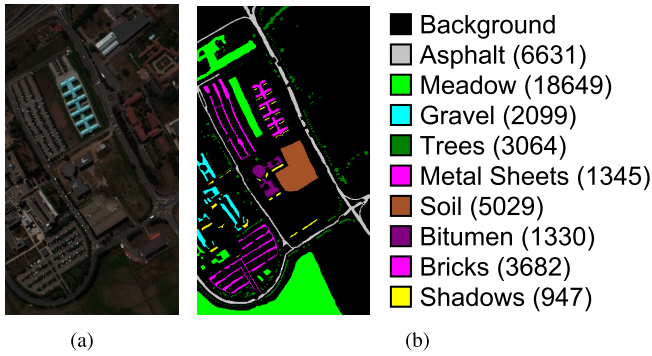 Background
Asphalt (6631)
Meadow (18649)
Gravel (2099)
Trees (3064)
Metal Sheets (1345)
Soil (5029)
Bitumen (1330)
Bricks (3682)
Shadows (947)
(a)
(b)